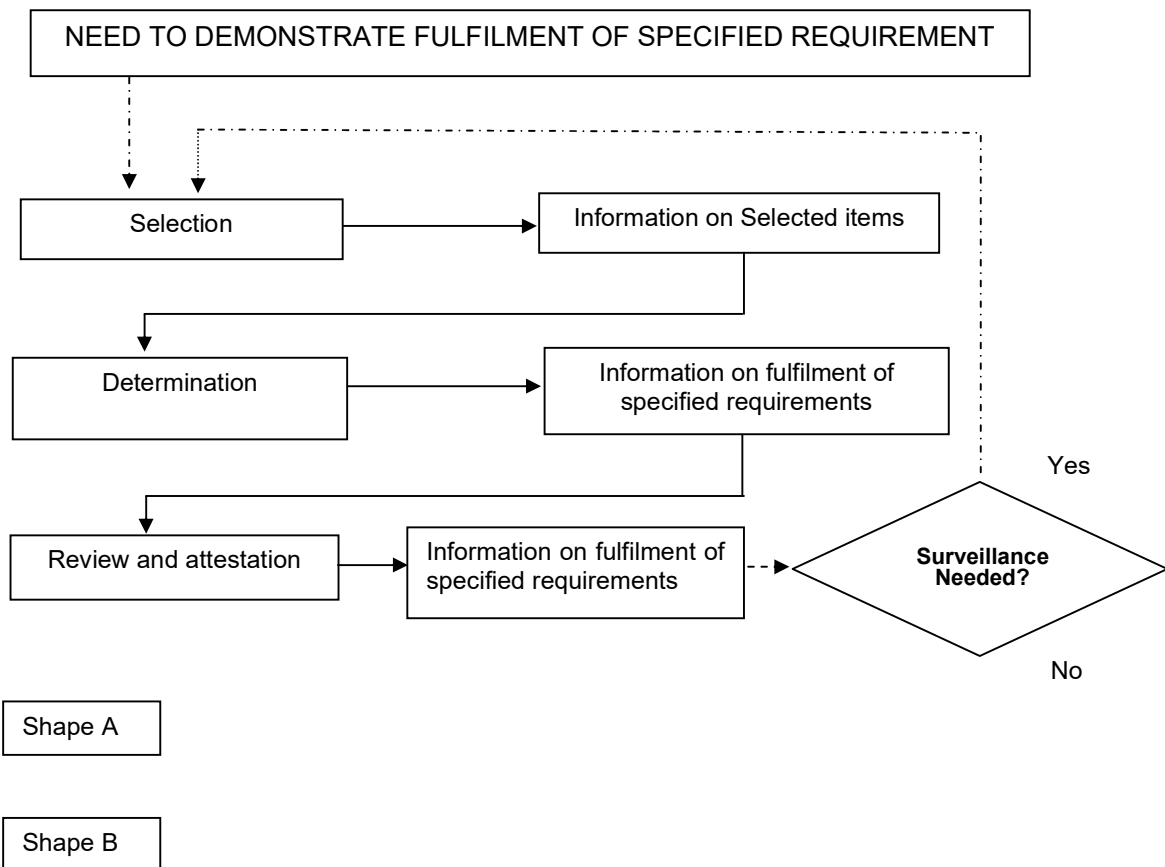 NEED TO DEMONSTRATE FULFILMENT OF SPECIFIED REQUIREMENT
Selection
Information on Selected items
Determination
Information on fulfilment of
specified requirements
Yes
Review and attestation
Information on fulfilment of
specified requirements
Surveillance
Needed?
No
Shape A
Shape B